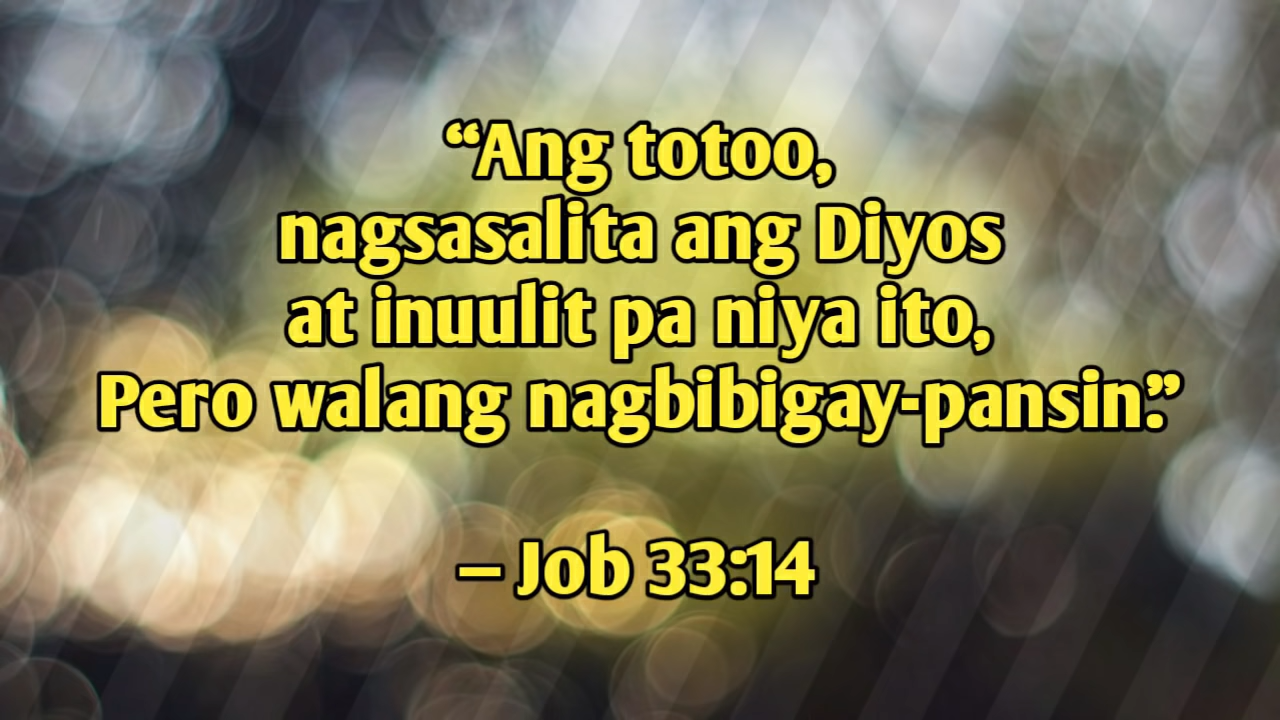 “Ang totoo,
nagsasalita ang Diyos
at inuulit pa niya ito,
Pero walang nagbibigay-pansin.”
– Job 33:14